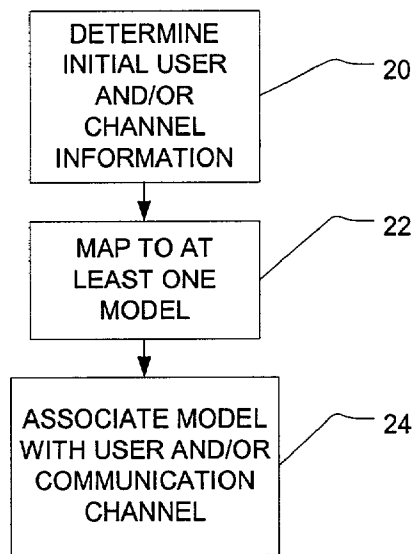 DETERMINE
INITIAL USER
AND/OR
CHANNEL
INFORMATION
20
MAP TO AT
LEAST ONE
MODEL
22
ASSOCIATE MODEL
WITH USER AND/OR
COMMUNICATION
CHANNEL
24